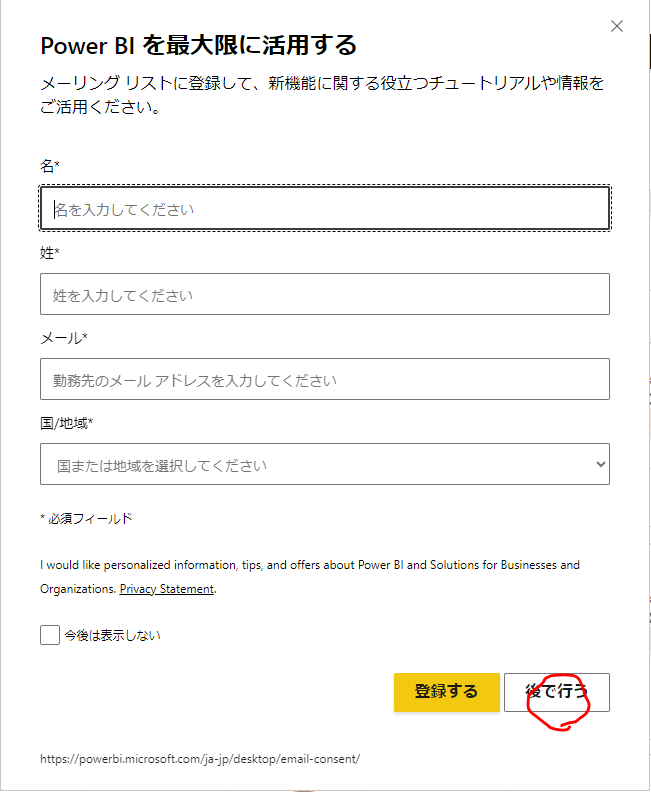 Power BI を最大限に活用する
メーリング リストに登録して、新機能に関する役立つチュートリアルや情報を
ご活用ください。
名*
名を入力してください
姓*
姓を入力してください
メール*
勤務先のメール アドレスを入力してください
国/地域*
国または地域を選択してください
* 必須フィールド
I would like personalized information, tips, and offers about Power BI and Solutions for Businesses and
Organizations. Privacy Statement.
今後は表示しない
登録する
後で行う
https://powerbi.microsoft.com/ja-jp/desktop/email-consent/